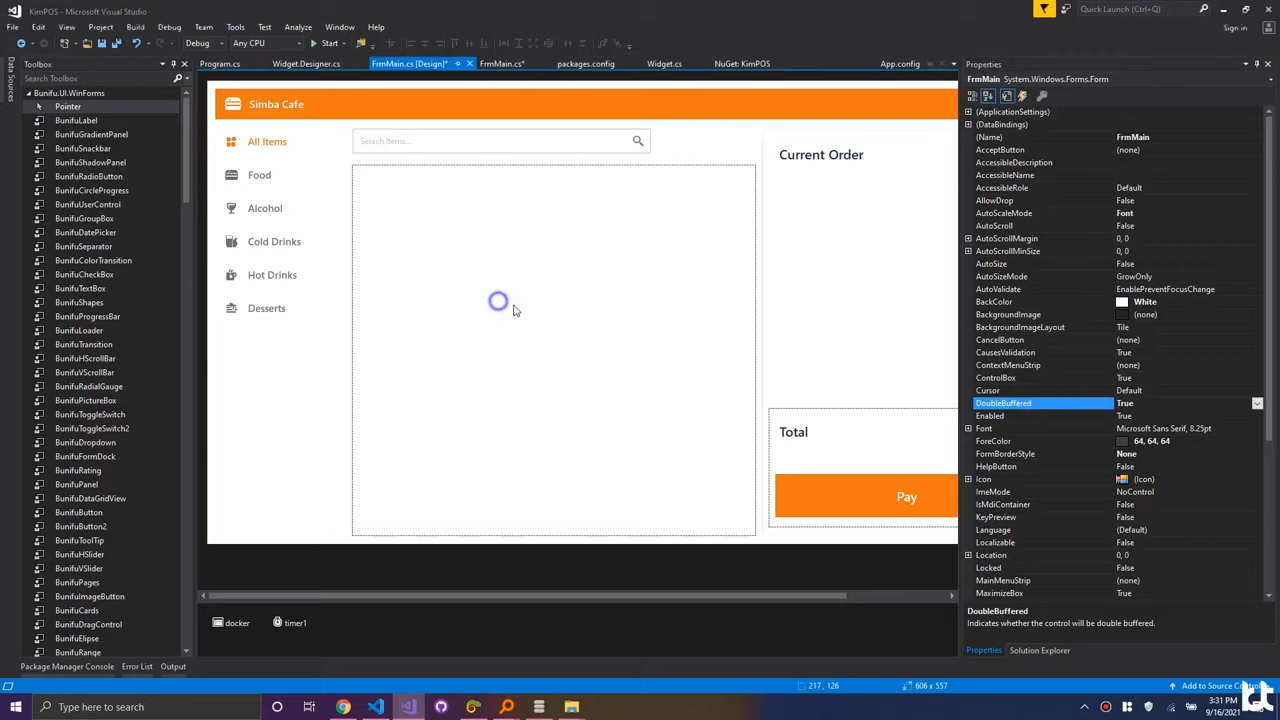 KimPOS - Microsoft Visual Studio
Quick Launch (Ctrl+Q)
File Edit View Project Build Debug Team Tools Test Analyze Window Help
Sign in
Debug Any CPU Start
Data Sources
Toolbox
Search Toolbox
Bunifu.UI.WinForms
Pointer
BunifuLabel
BunifuGradientPanel
BunifuSnackbar
BunifuShadowPanel
BunifuRadioButton
BunifuCircleProgress
BunifuUserControl
BunifuGroupBox
BunifuDatePicker
BunifuSeparator
BunifuColorTransition
BunifuCheckBox
BunifuTextBox
BunifuShapes
BunifuProgressBar
BunifuLoader
BunifuTransition
BunifuHScrollBar
BunifuVScrollBar
BunifuRadialGauge
BunifuPictureBox
BunifuToggleSwitch
BunifuToggleSwitch2
BunifuDropdown
BunifuFormDock
BunifuRating
BunifuPanel
BunifuDataGridView
BunifuButton
BunifuButton2
BunifuToolTip
BunifuHSlider
BunifuVSlider
BunifuPages
BunifuImageButton
BunifuCards
BunifuDragControl
BunifuElipse
BunifuRange
Program.cs Widget.Designer.cs FrmMain.cs [Design]* FrmMain.cs* packages.config Widget.cs NuGet: KimPOS App.config
Simba Cafe
All Items
Food
Alcohol
Cold Drinks
Hot Drinks
Desserts
Serach Items...
Current Order
Total
Pay
docker timer1
Properties
FrmMain System.Windows.Forms.Form
(ApplicationSettings)
(DataBindings)
(Name) FrmMain
AcceptButton (none)
AccessibleDescription
AccessibleName
AccessibleRole Default
AllowDrop False
AutoScaleMode Font
AutoScroll False
AutoScrollMargin 0, 0
AutoScrollMinSize 0, 0
AutoSize False
AutoSizeMode GrowOnly
AutoValidate EnablePreventFocusChange
BackColor White
BackgroundImage (none)
BackgroundImageLayout Tile
CancelButton (none)
CausesValidation True
ContextMenuStrip (none)
ControlBox True
Cursor Default
DoubleBuffered True
Enabled True
Font Microsoft Sans Serif, 8.25pt
ForeColor 64, 64, 64
FormBorderStyle None
HelpButton False
Icon (Icon)
ImeMode NoControl
IsMdiContainer False
KeyPreview False
Language (Default)
Localizable False
Location 0, 0
Locked False
MainMenuStrip (none)
MaximizeBox True
DoubleBuffered
Indicates whether the control will be double buffered.
Properties Solution Explorer
Package Manager Console Error List Output
217 , 126 606 x 557 Add to Source
Type here to search
3:31 PM
9/16/2021